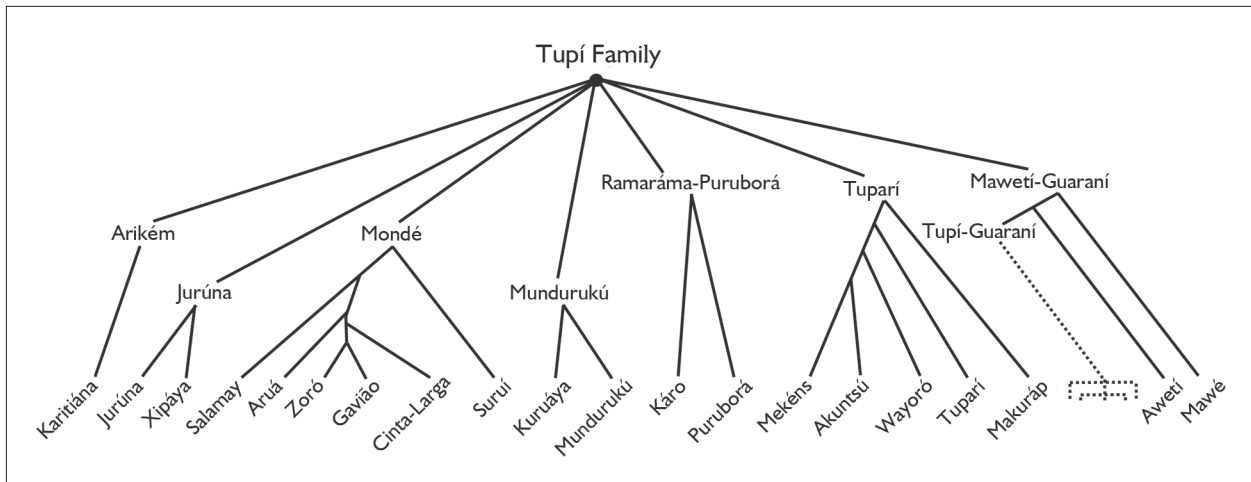 Tupí Family
Ramaráma-Puruborá
Tuparí
Mawetí-Guaraní
Arikém
Mondé
Tupí-Guaraní
Jurúna
Mundurukú
Karitiána
Jurúna
Xipáya
Salamay
Aruá
Zoró
Gavião
Cinta-Larga
Suruí
Kuruáya
Mundurukú
Káro
Puruborá
Mekéns
Akuntsú
Wayoró
Tuparí
Makuráp
Awetí
Mawé